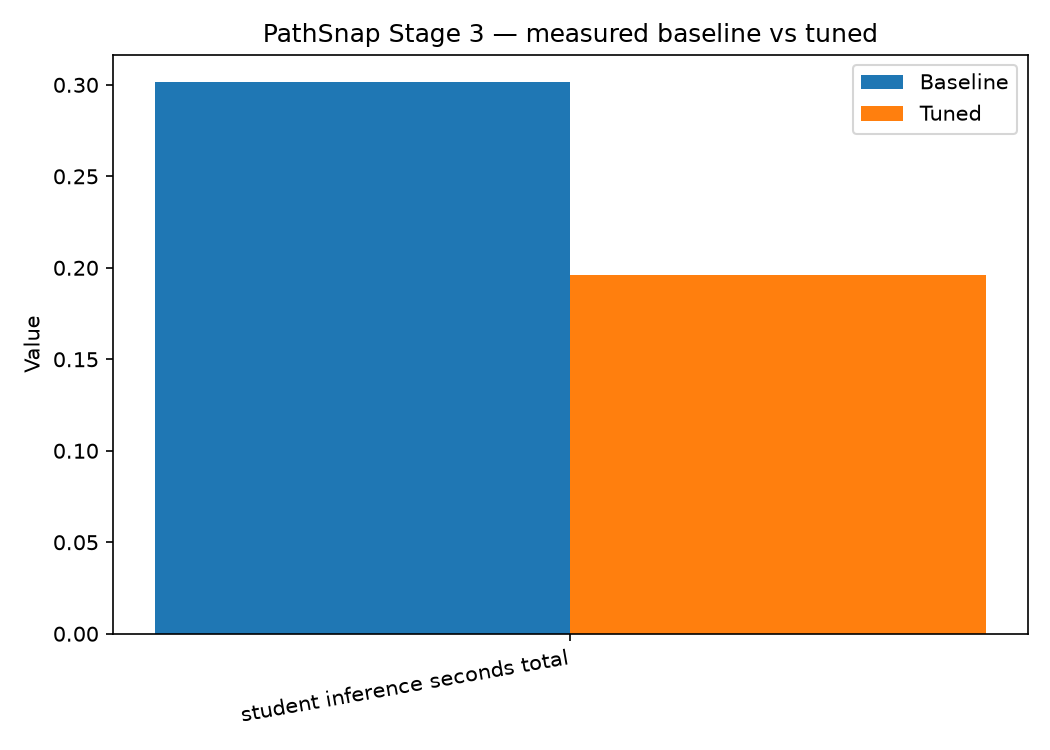 PathSnap Stage 3 — measured baseline vs tuned
Baseline
Tuned
0.30
0.25
0.20
0.15
0.10
0.05
0.00
Value
student inference seconds total